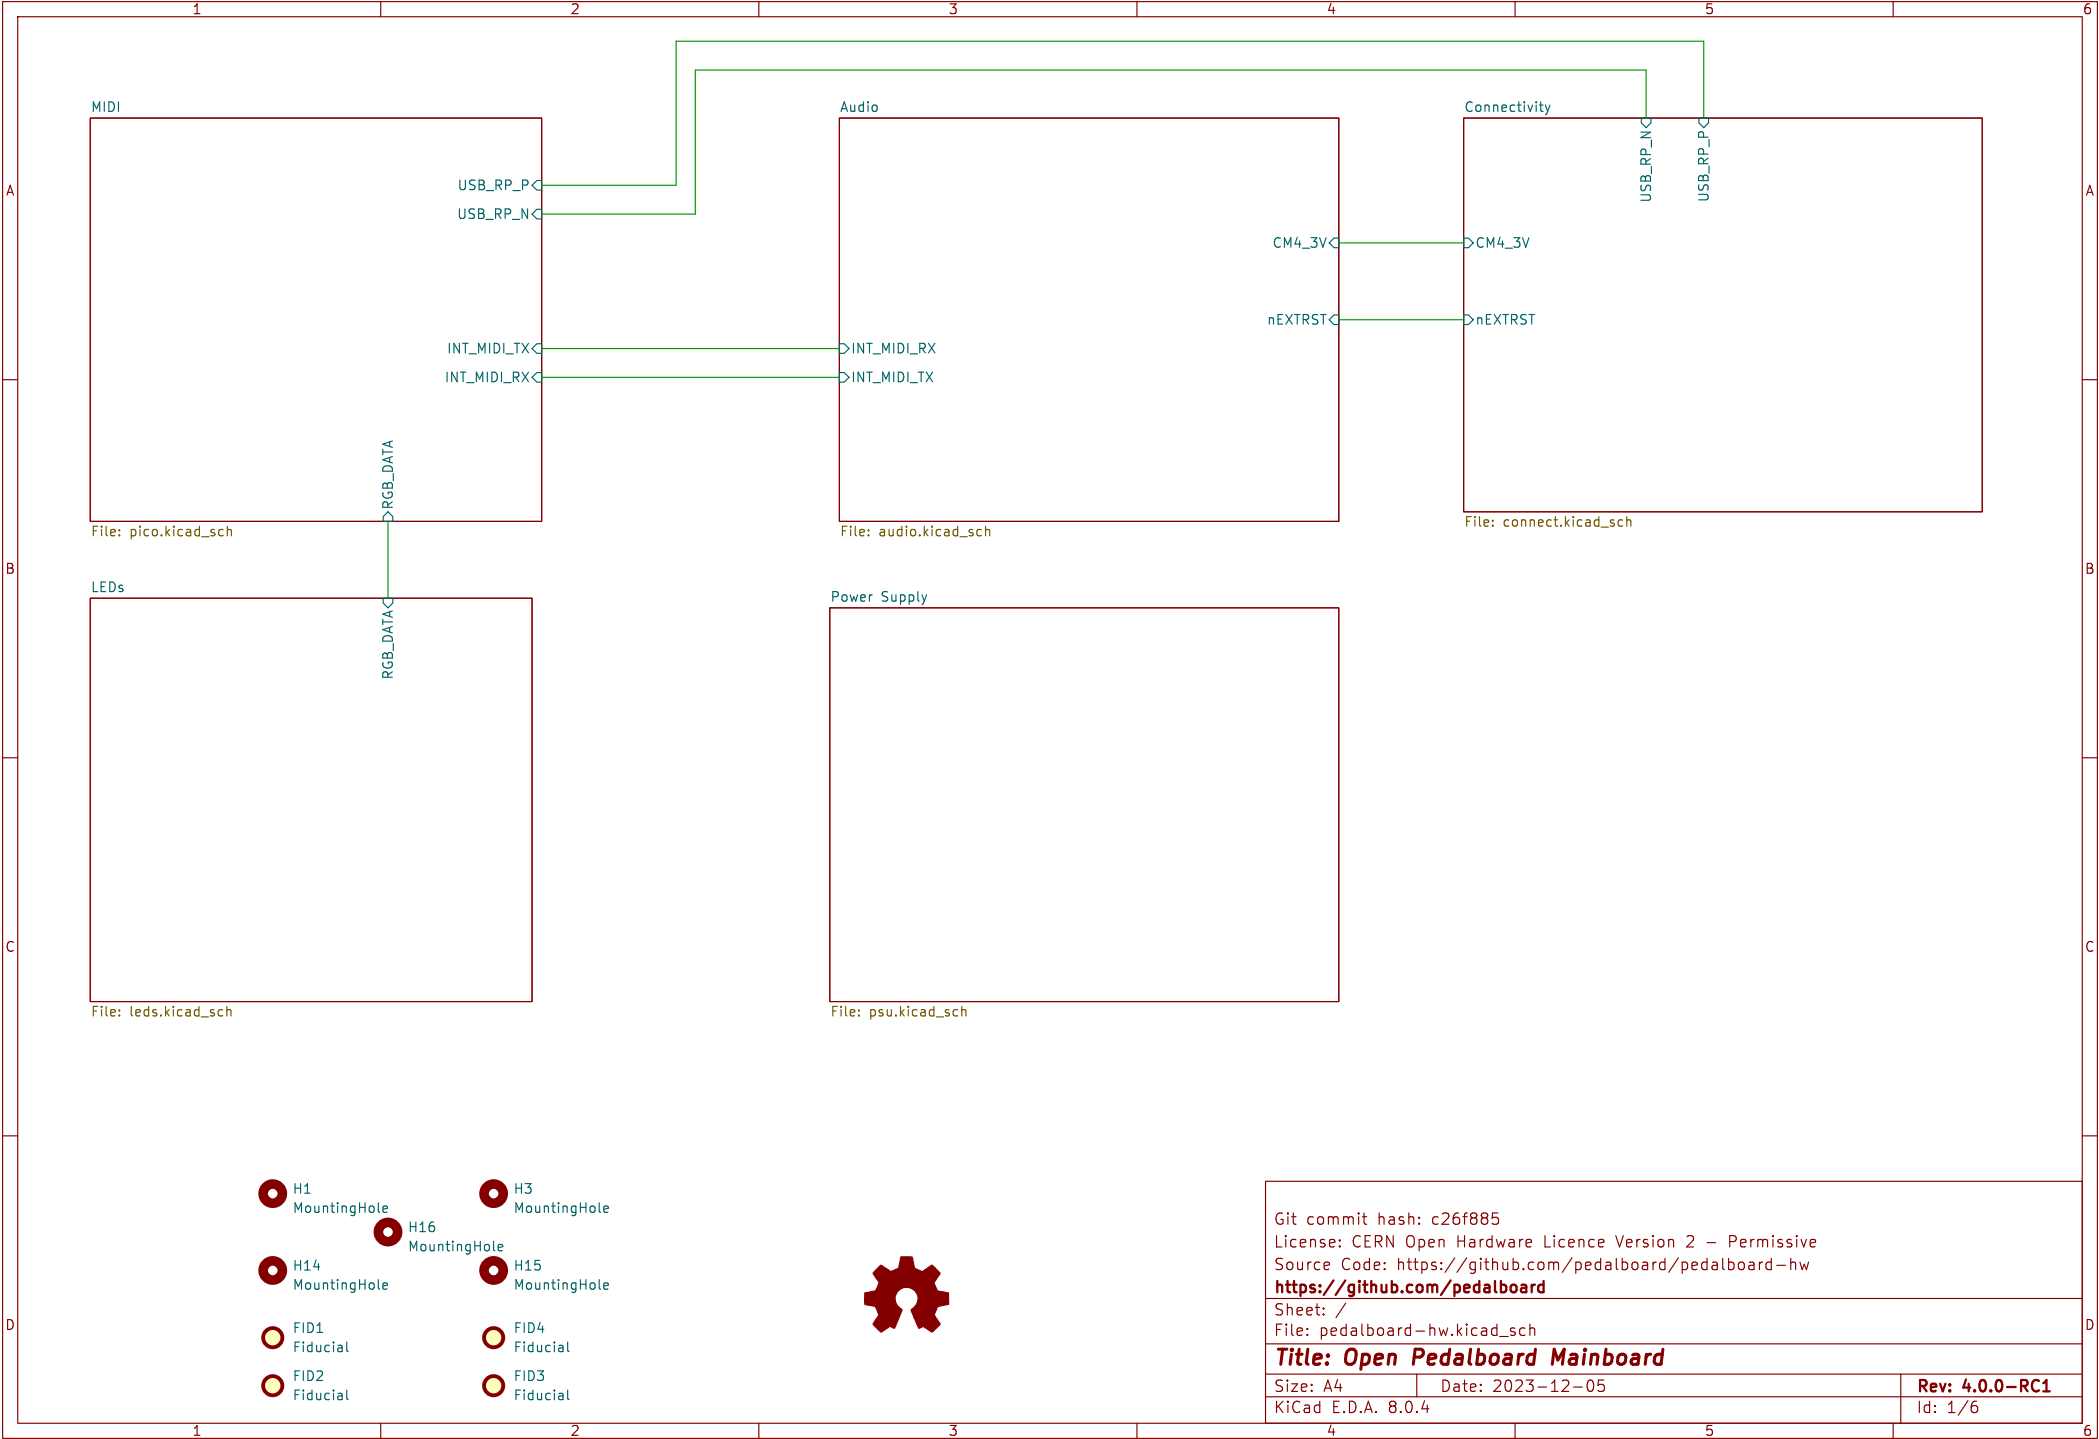 1 2 3 4 5 6
MIDI
Audio
Connectivity
USB_RP_N
USB_RP_P
A
A
USB_RP_P
USB_RP_N
CM4_3V
CM4_3V
nEXTRST
nEXTRST
INT_MIDI_TX
INT_MIDI_RX
INT_MIDI_RX
INT_MIDI_TX
RGB_DATA
File: pico.kicad_sch
File: audio.kicad_sch
File: connect.kicad_sch
B
B
LEDs
Power Supply
RGB_DATA
C
C
File: leds.kicad_sch
File: psu.kicad_sch
H1
MountingHole
H3
MountingHole
H16
MountingHole
H14
MountingHole
H15
MountingHole
FID1
Fiducial
FID4
Fiducial
FID2
Fiducial
FID3
Fiducial
D
D
Git commit hash: c26f885
License: CERN Open Hardware Licence Version 2 - Permissive
Source Code: https://github.com/pedalboard/pedalboard-hw
https://github.com/pedalboard
Sheet: /
File: pedalboard-hw.kicad_sch
Title: Open Pedalboard Mainboard
Size: A4
Date: 2023-12-05
Rev: 4.0.0-RC1
KiCad E.D.A. 8.0.4
Id: 1/6
1 2 3 4 5 6